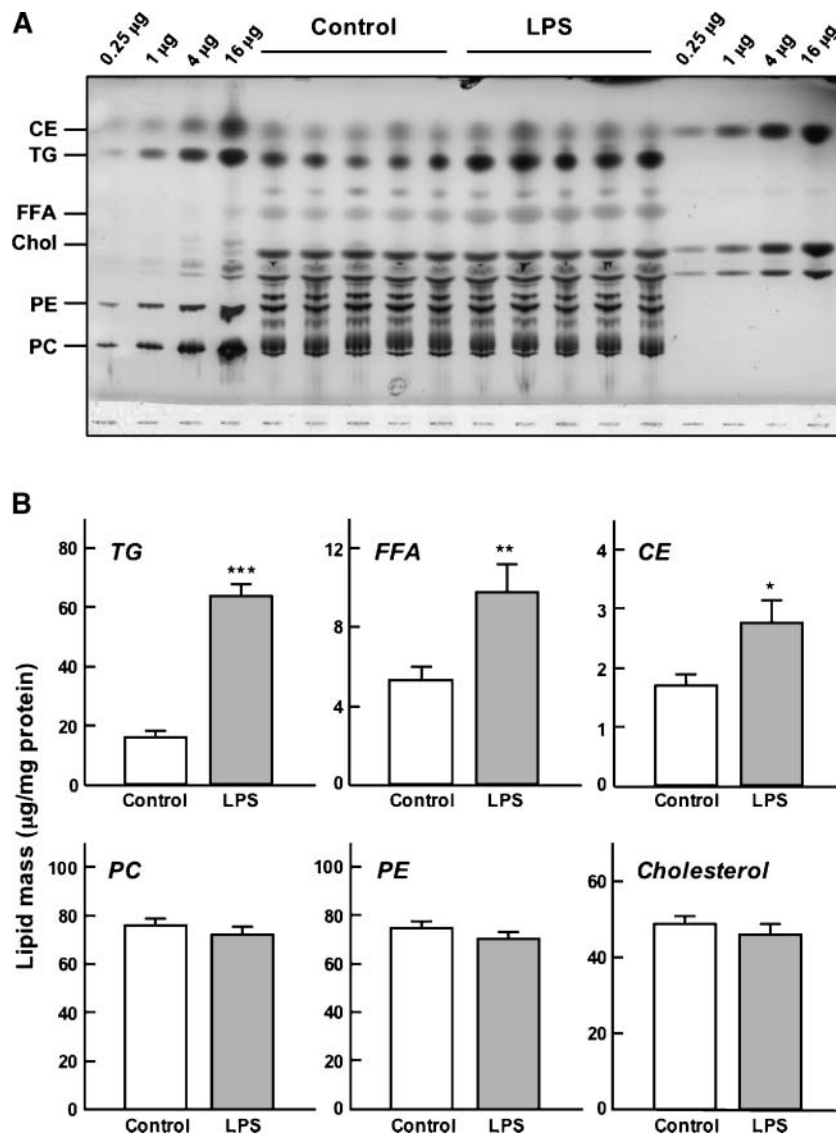 A
0.25 µg 1 µg 4 µg 16 µg Control LPS 0.25 µg 1 µg 4 µg 16 µg
CE
TG
FFA
Chol
PE
PC
B
Lipid mass (µg/mg protein)
80 60 40 20 0
TG
***
Control LPS
12 8 4 0
FFA
**
Control LPS
4 3 2 1 0
CE
*
Control LPS
100 80 60 40 20 0
PC
Control LPS
100 80 60 40 20 0
PE
Control LPS
60 40 20 0
Cholesterol
Control LPS